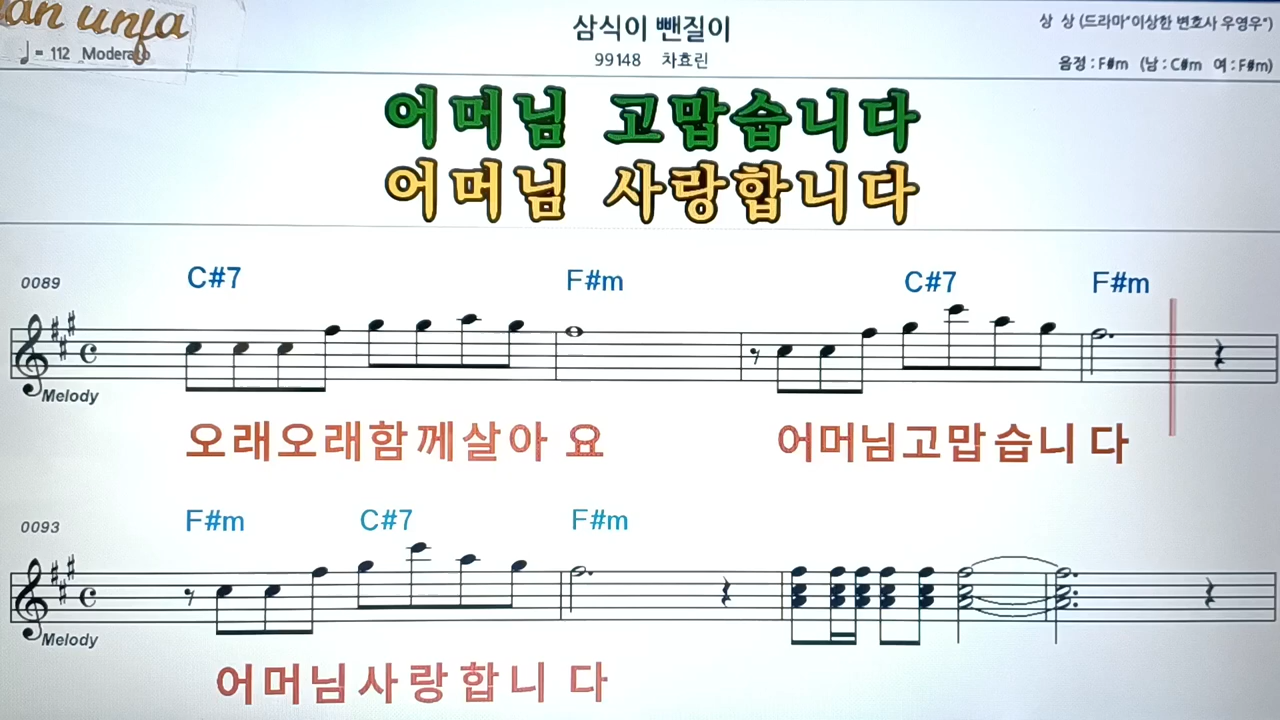 an unja
삼식이 뺀질이
상 상 (드라마"이상한 변호사 우영우")
♩= 112 Moderato
99148 차효린
음정 : F#m (남 : C#m 여 : F#m)
어머님 고맙습니다
어머님 사랑합니다
0089 C#7 F#m C#7 F#m
Melody
오래오래함께살아 요 어머님고맙습니 다
0093 F#m C#7 F#m
Melody
어머님사랑합니 다